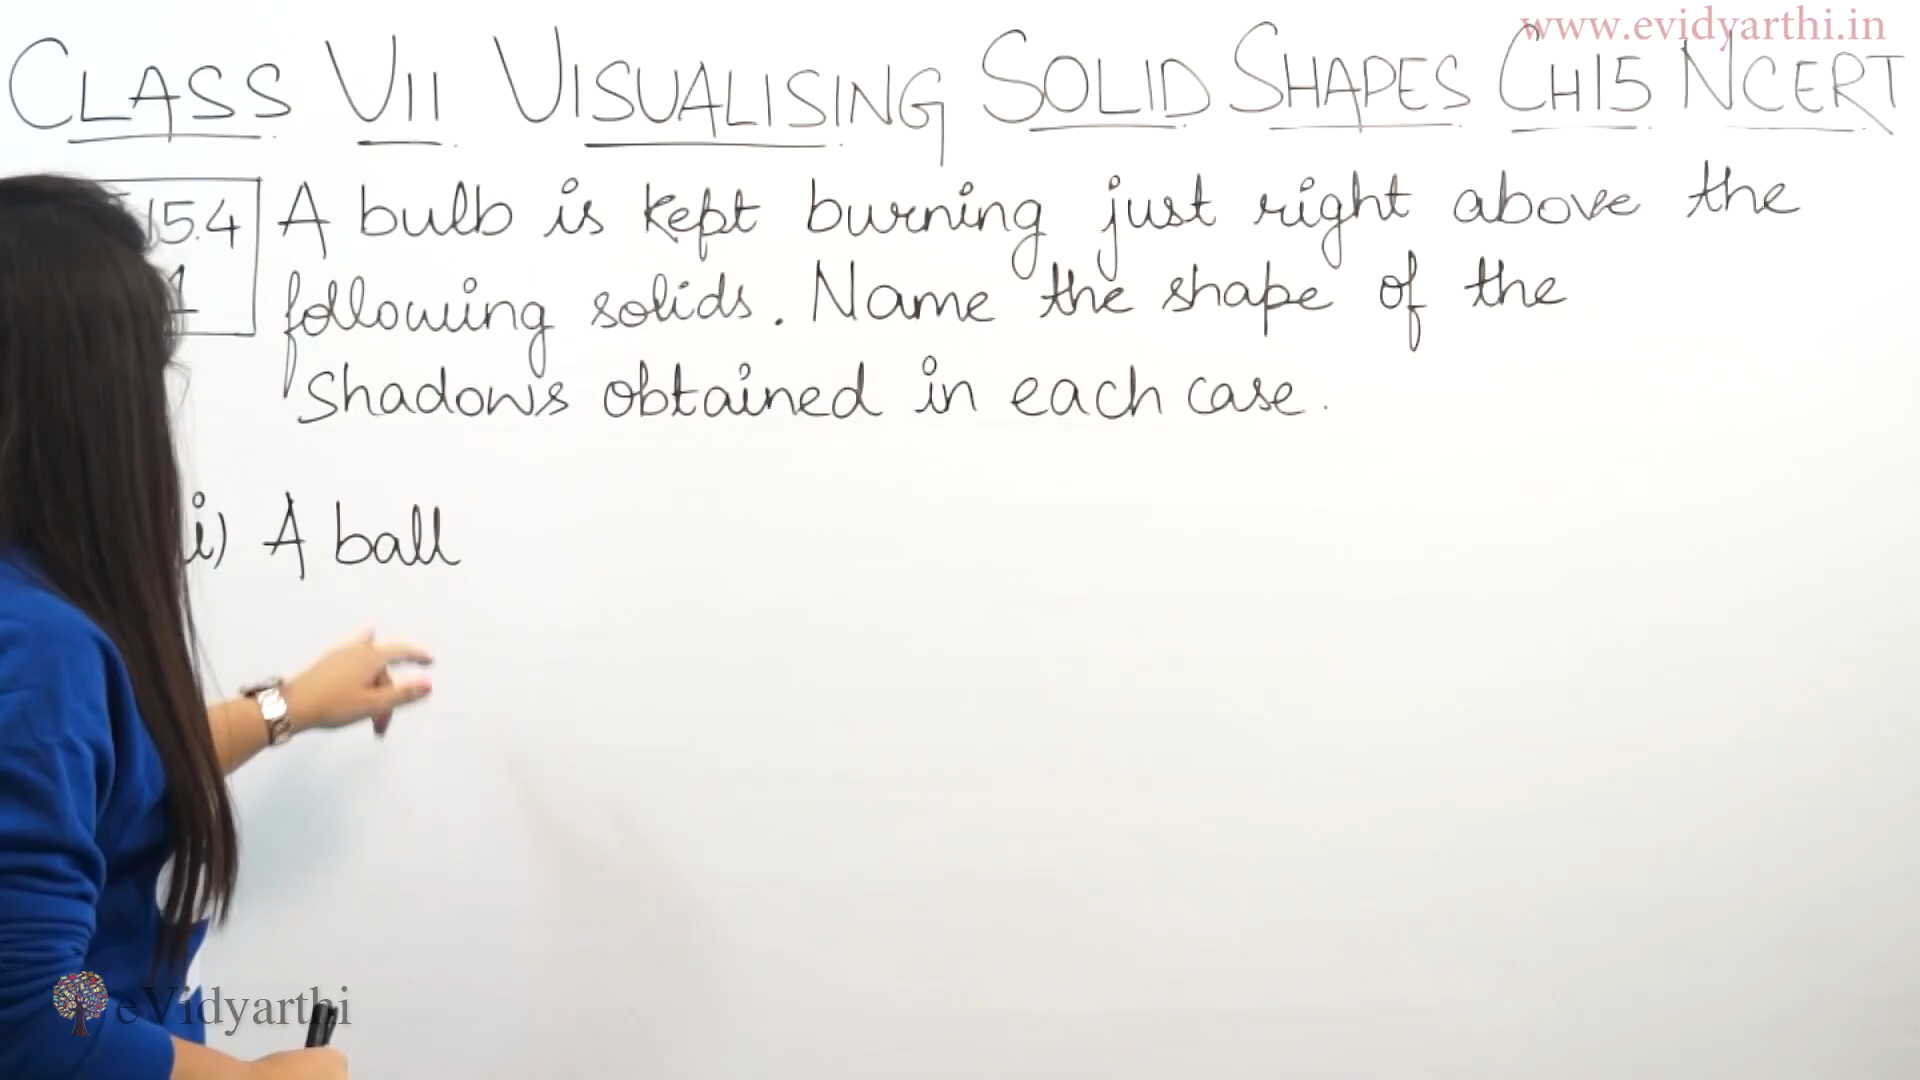 www.evidyarthi.in
CLASS VII VISUALISING SOLID SHAPES CH15 NCERT
15.4 A bulb is kept burning just right above the
1 following solids. Name the shape of the
Shadows obtained in each case.
i) A ball
eVidyarthi